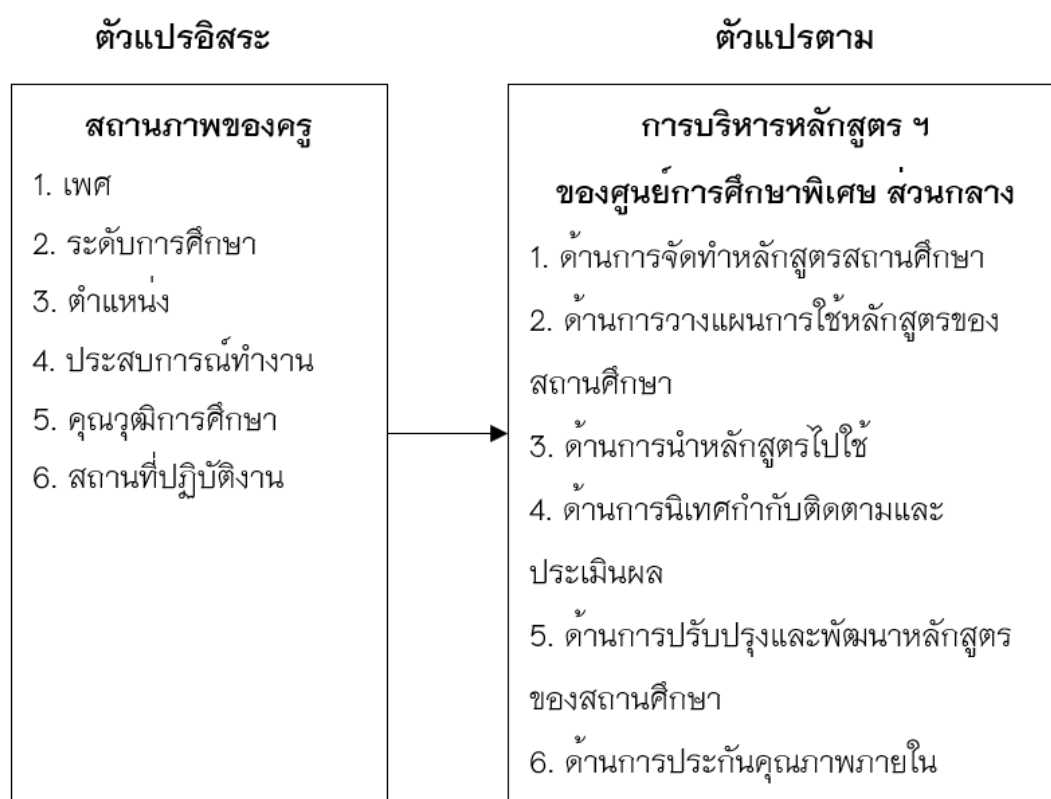 ตัวแปรอิสระ
ตัวแปรตาม
สถานภาพของครู
1. เพศ
2. ระดับการศึกษา
3. ตำแหน่ง
4. ประสบการณ์ทำงาน
5. คุณวุฒิการศึกษา
6. สถานที่ปฏิบัติงาน
การบริหารหลักสูตร ฯ
ของศูนย์การศึกษาพิเศษ ส่วนกลาง
1. ด้านการจัดทำหลักสูตรสถานศึกษา
2. ด้านการวางแผนการใช้หลักสูตรของ
สถานศึกษา
3. ด้านการนำหลักสูตรไปใช้
4. ด้านการนิเทศกำกับติดตามและ
ประเมินผล
5. ด้านการปรับปรุงและพัฒนาหลักสูตร
ของสถานศึกษา
6. ด้านการประกันคุณภาพภายใน